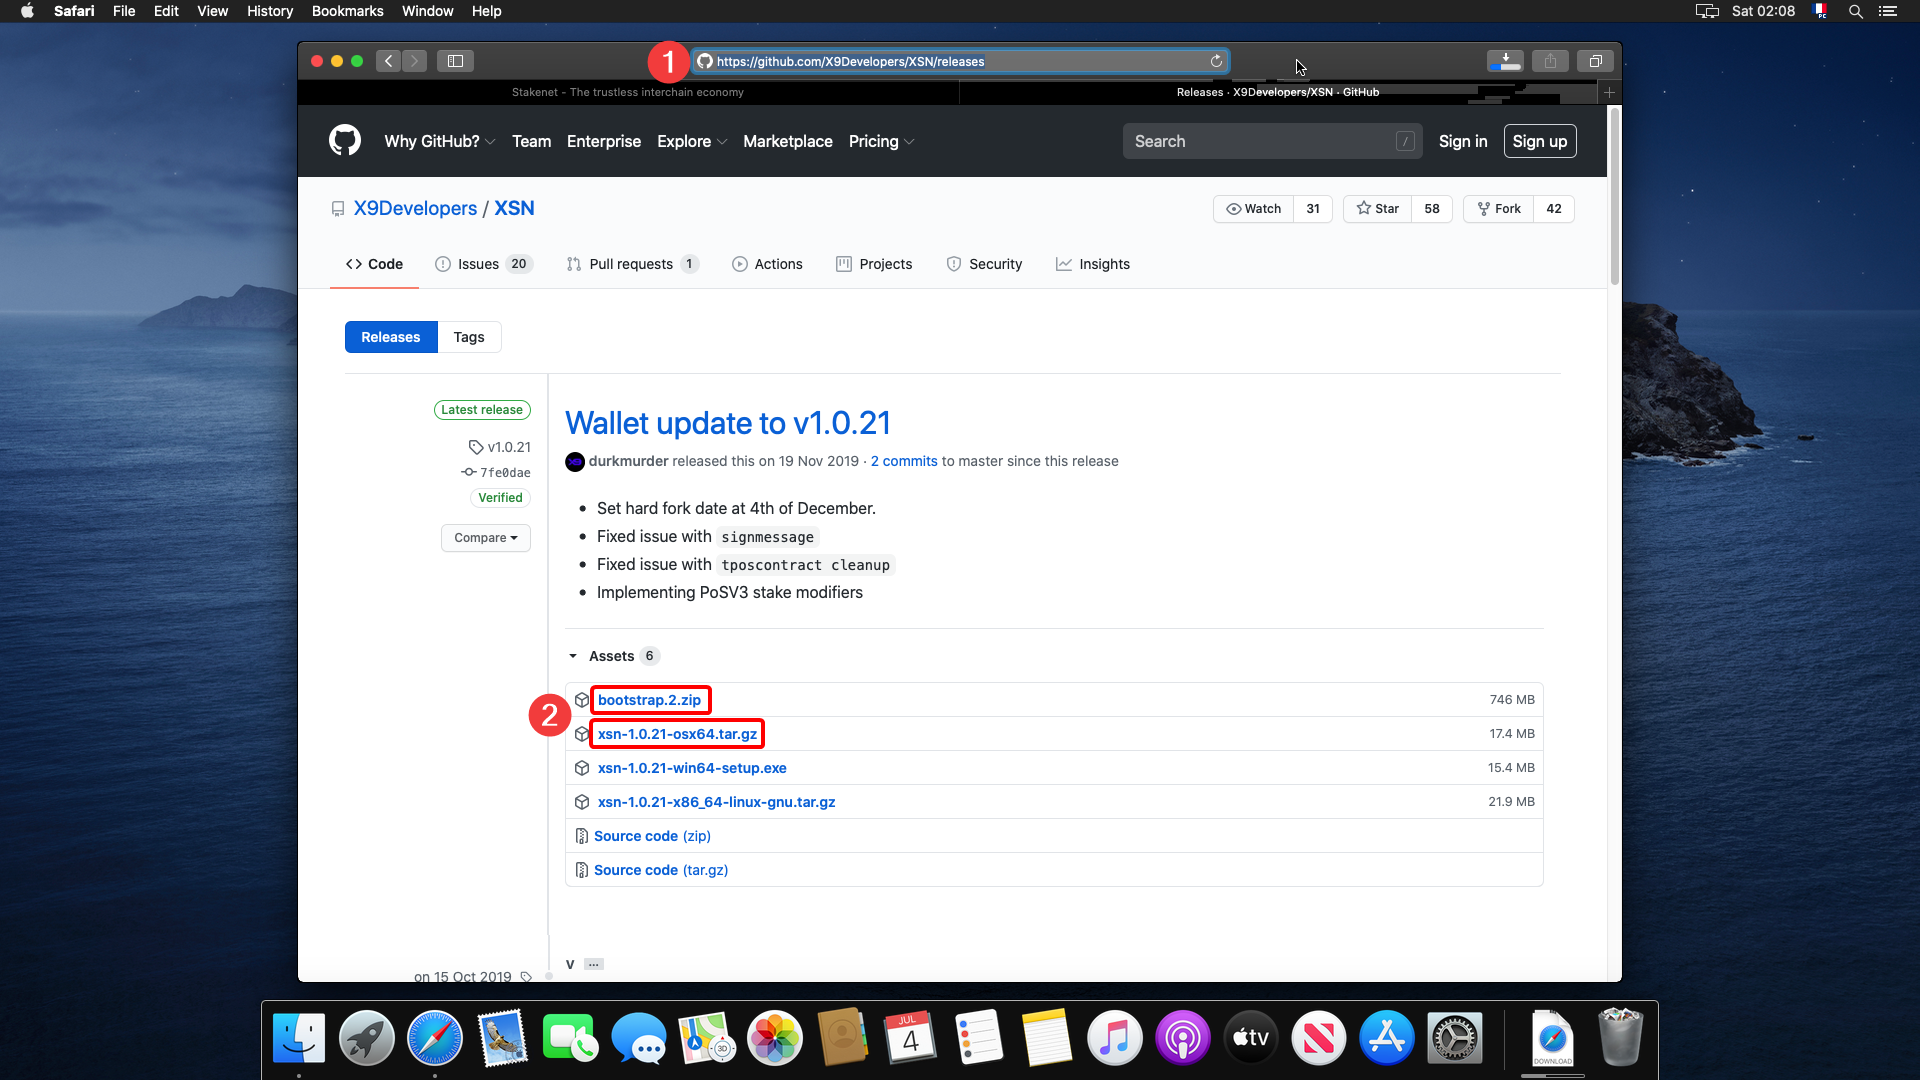 Safari File Edit View History Bookmarks Window Help Sat 02:08
1 https://github.com/X9Developers/XSN/releases
Stakenet - The trustless interchain economy Releases · X9Developers/XSN · GitHub
Why GitHub? Team Enterprise Explore Marketplace Pricing Search / Sign in Sign up
X9Developers / XSN Watch 31 Star 58 Fork 42
Code Issues 20 Pull requests 1 Actions Projects Security Insights
Releases Tags
Latest release
v1.0.21
7fe0dae
Verified
Compare
Wallet update to v1.0.21
durkmurder released this on 19 Nov 2019 · 2 commits to master since this release
• Set hard fork date at 4th of December.
• Fixed issue with signmessage
• Fixed issue with tposcontract cleanup
• Implementing PoSV3 stake modifiers
Assets 6
2
bootstrap.2.zip 746 MB
xsn-1.0.21-osx64.tar.gz 17.4 MB
xsn-1.0.21-win64-setup.exe 15.4 MB
xsn-1.0.21-x86_64-linux-gnu.tar.gz 21.9 MB
Source code (zip)
Source code (tar.gz)
v ...
on 15 Oct 2019
3D
JUL
4
tv
DOWNLOAD